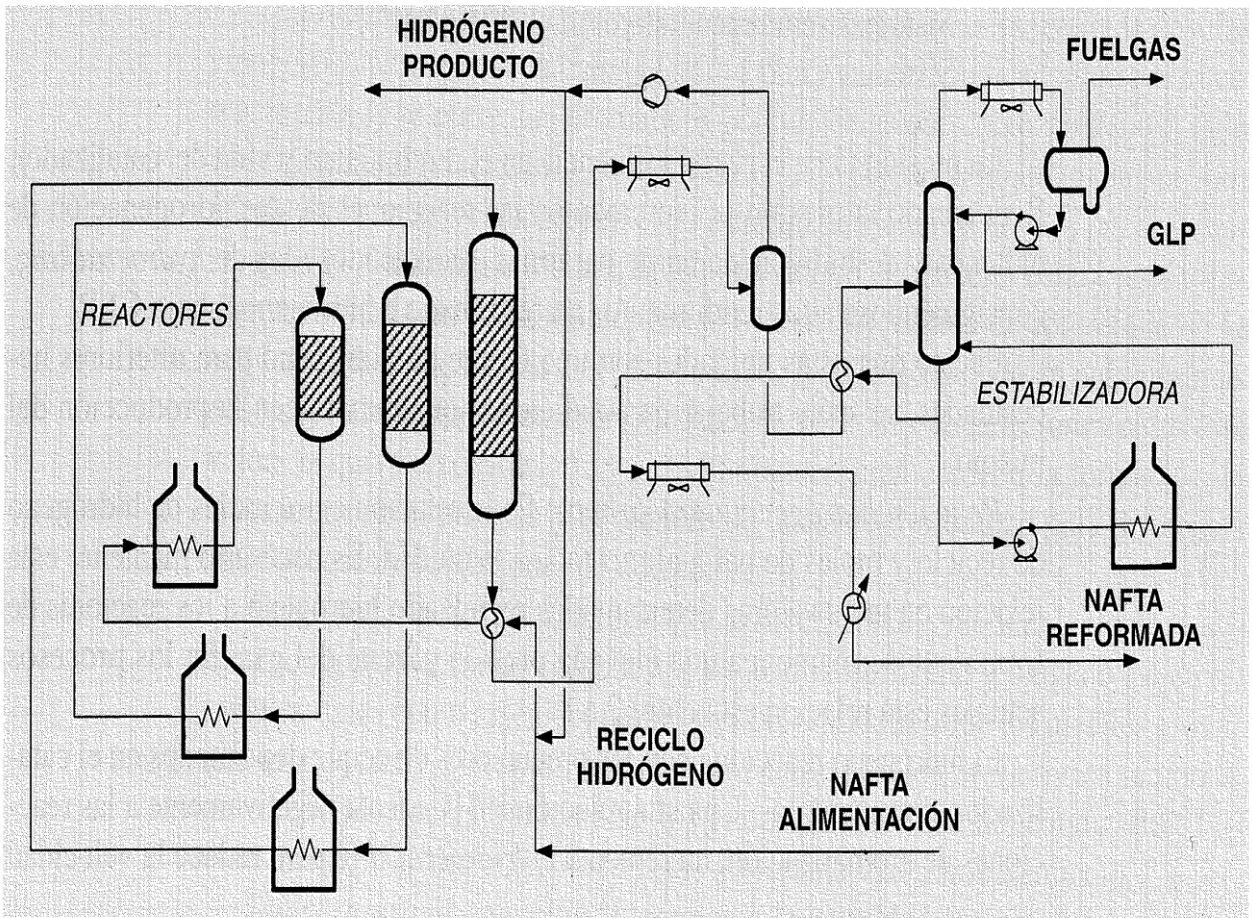 HIDRÓGENO
PRODUCTO
FUELGAS
GLP
REACTORES
ESTABILIZADORA
NAFTA
REFORMADA
RECICLO
HIDRÓGENO
NAFTA
ALIMENTACIÓN